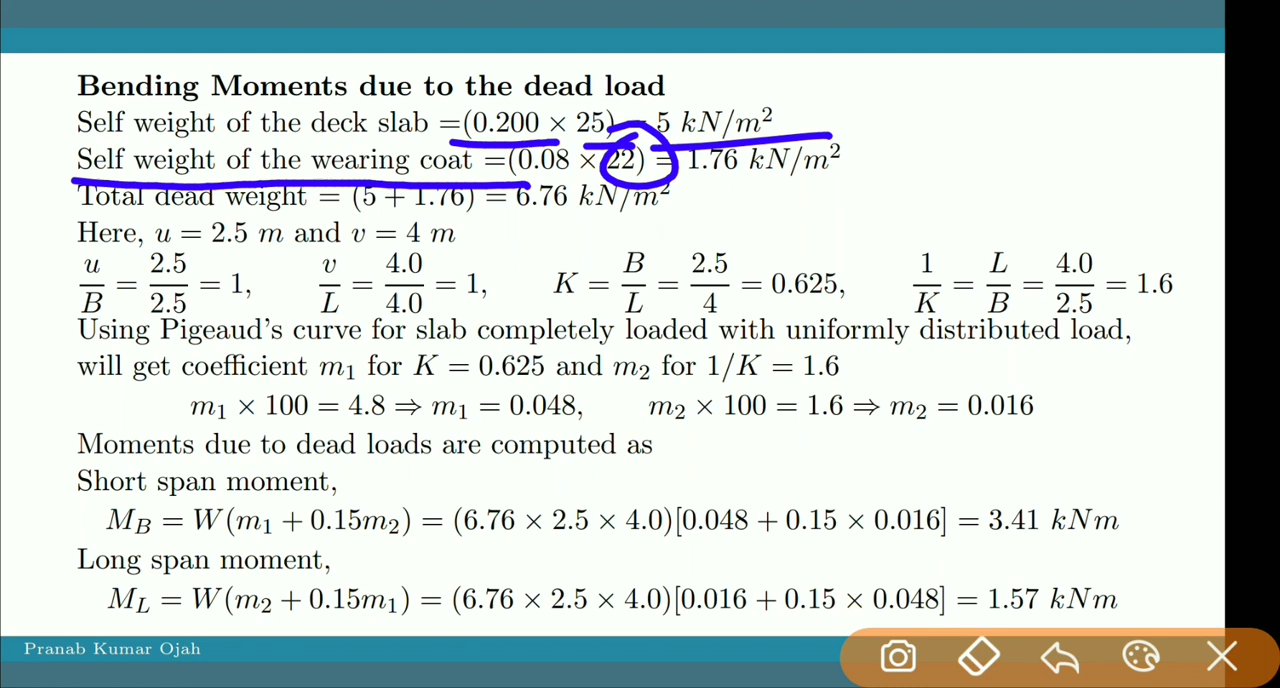 Bending Moments due to the dead load
Self weight of the deck slab =(0.200 × 25) = 5 kN/m²
Self weight of the wearing coat =(0.08 × 22) = 1.76 kN/m²
Total dead weight = (5 + 1.76) = 6.76 kN/m²
Here, u = 2.5 m and v = 4 m
u/B = 2.5/2.5 = 1, v/L = 4.0/4.0 = 1, K = B/L = 2.5/4 = 0.625, 1/K = L/B = 4.0/2.5 = 1.6
Using Pigeaud's curve for slab completely loaded with uniformly distributed load,
will get coefficient m₁ for K = 0.625 and m₂ for 1/K = 1.6
m₁ × 100 = 4.8 ⇒ m₁ = 0.048, m₂ × 100 = 1.6 ⇒ m₂ = 0.016
Moments due to dead loads are computed as
Short span moment,
M_B = W(m₁ + 0.15m₂) = (6.76 × 2.5 × 4.0)[0.048 + 0.15 × 0.016] = 3.41 kNm
Long span moment,
M_L = W(m₂ + 0.15m₁) = (6.76 × 2.5 × 4.0)[0.016 + 0.15 × 0.048] = 1.57 kNm
Pranab Kumar Ojah